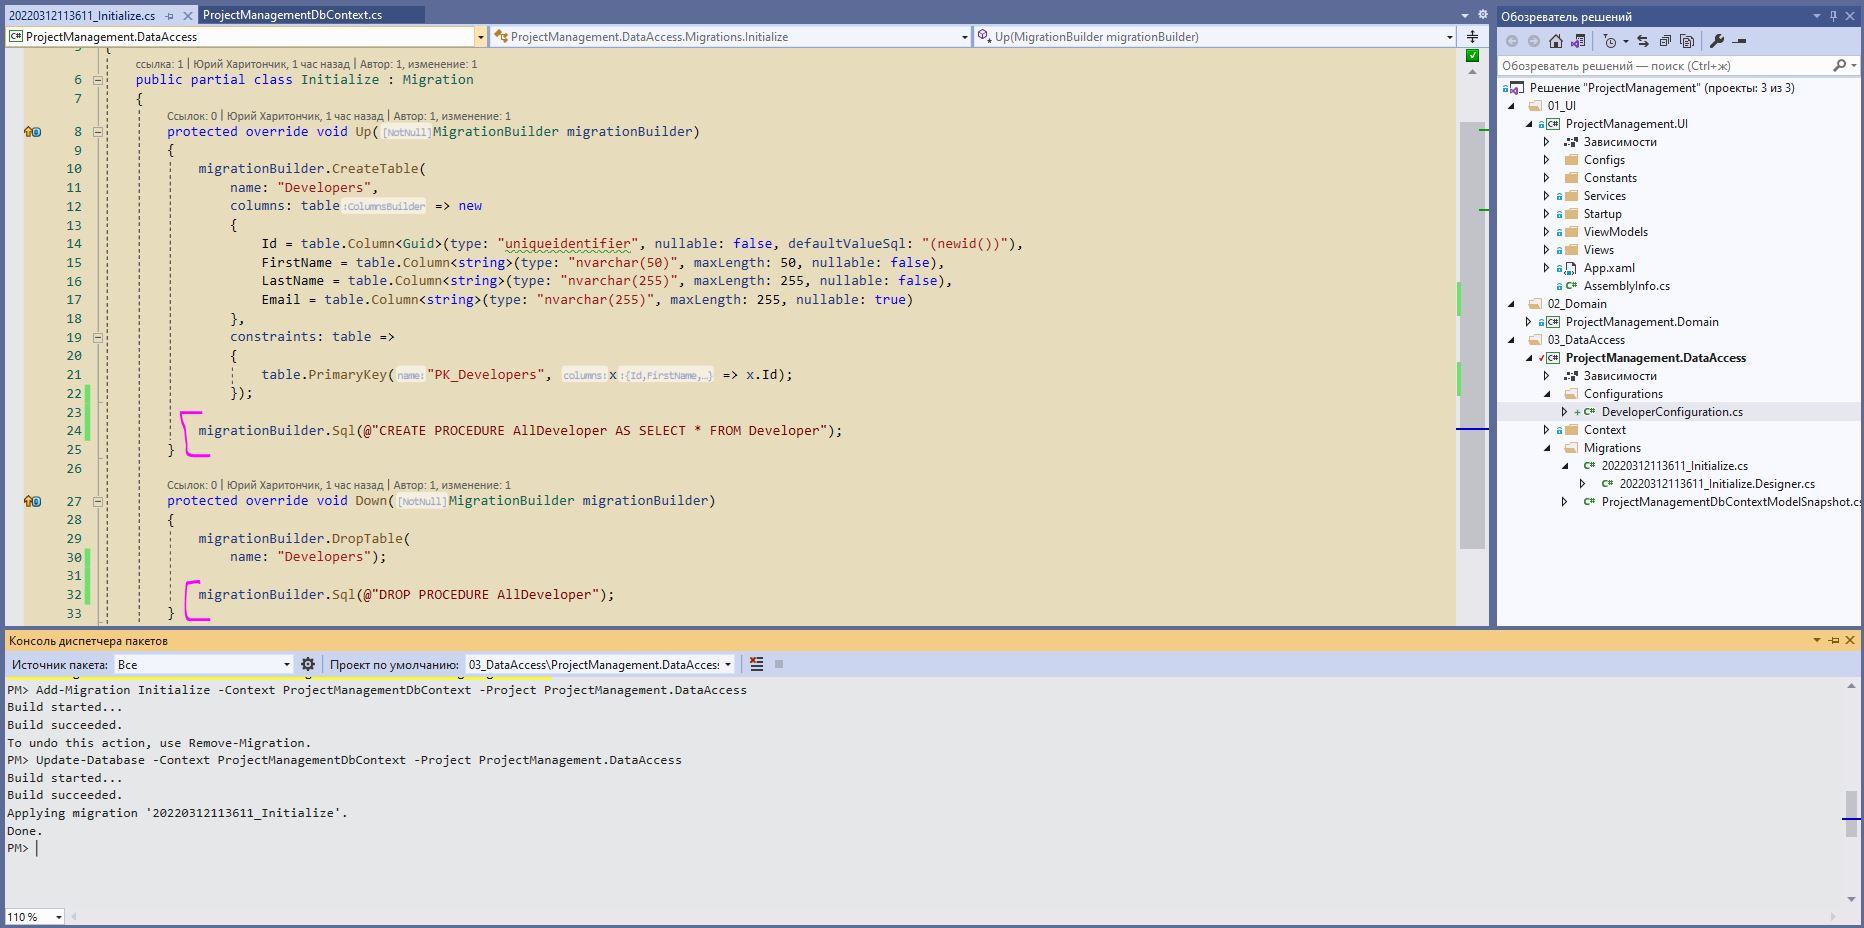 20220312113611_Initialize.cs
ProjectManagementDbContext.cs
ProjectManagement.DataAccess
ProjectManagement.DataAccess.Migrations.Initialize
Up(MigrationBuilder migrationBuilder)
ссылка: 1 | Юрий Харитончик, 1 час назад | Автор: 1, изменение: 1
6 public partial class Initialize : Migration
7 {
Ссылок: 0 | Юрий Харитончик, 1 час назад | Автор: 1, изменение: 1
8 protected override void Up([NotNull]MigrationBuilder migrationBuilder)
9 {
10 migrationBuilder.CreateTable(
11 name: "Developers",
12 columns: table:ColumnsBuilder => new
13 {
14 Id = table.Column<Guid>(type: "uniqueidentifier", nullable: false, defaultValueSql: "(newid())"),
15 FirstName = table.Column<string>(type: "nvarchar(50)", maxLength: 50, nullable: false),
16 LastName = table.Column<string>(type: "nvarchar(255)", maxLength: 255, nullable: false),
17 Email = table.Column<string>(type: "nvarchar(255)", maxLength: 255, nullable: true)
18 },
19 constraints: table =>
20 {
21 table.PrimaryKey(name:"PK_Developers", columns:x:{Id,FirstName,…} => x.Id);
22 });
23
24 migrationBuilder.Sql(@"CREATE PROCEDURE AllDeveloper AS SELECT * FROM Developer");
25 }
26
Ссылок: 0 | Юрий Харитончик, 1 час назад | Автор: 1, изменение: 1
27 protected override void Down([NotNull]MigrationBuilder migrationBuilder)
28 {
29 migrationBuilder.DropTable(
30 name: "Developers");
31
32 migrationBuilder.Sql(@"DROP PROCEDURE AllDeveloper");
33 }
Обозреватель решений
Обозреватель решений — поиск (Ctrl+ж)
Решение "ProjectManagement" (проекты: 3 из 3)
01_UI
ProjectManagement.UI
Зависимости
Configs
Constants
Services
Startup
ViewModels
Views
App.xaml
AssemblyInfo.cs
02_Domain
ProjectManagement.Domain
03_DataAccess
ProjectManagement.DataAccess
Зависимости
Configurations
DeveloperConfiguration.cs
Context
Migrations
20220312113611_Initialize.cs
20220312113611_Initialize.Designer.cs
ProjectManagementDbContextModelSnapshot.cs
Консоль диспетчера пакетов
Источник пакета: Все
Проект по умолчанию: 03_DataAccess\ProjectManagement.DataAccess
PM> Add-Migration Initialize -Context ProjectManagementDbContext -Project ProjectManagement.DataAccess
Build started...
Build succeeded.
To undo this action, use Remove-Migration.
PM> Update-Database -Context ProjectManagementDbContext -Project ProjectManagement.DataAccess
Build started...
Build succeeded.
Applying migration '20220312113611_Initialize'.
Done.
PM>
110 %